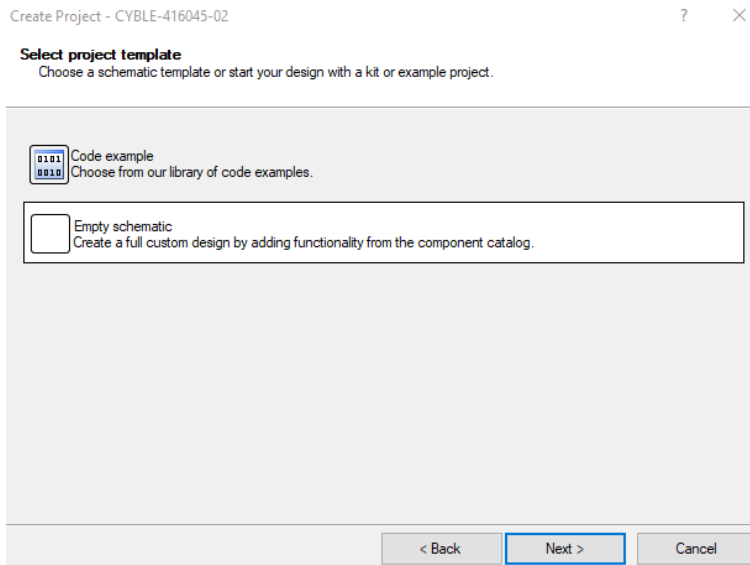 Create Project - CYBLE-416045-02
?
Select project template
Choose a schematic template or start your design with a kit or example project.
0101
0010
Code example
Choose from our library of code examples.
Empty schematic
Create a full custom design by adding functionality from the component catalog.
< Back
Next >
Cancel